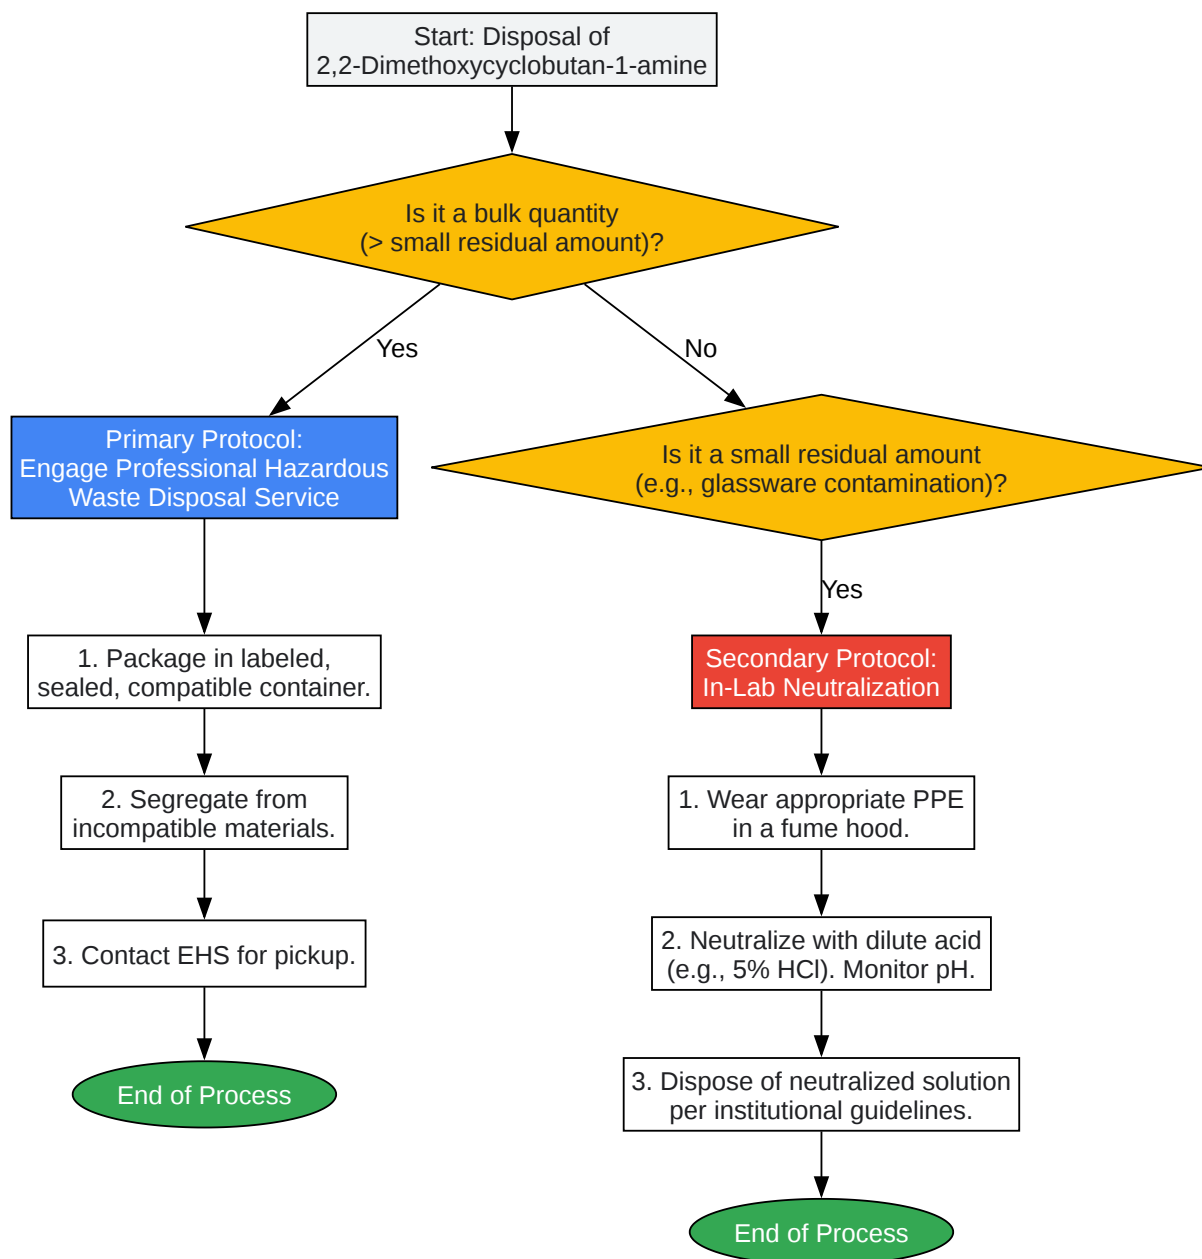 Start: Disposal of
2,2-Dimethoxycyclobutan-1-amine
Is it a bulk quantity
(> small residual amount)?
Yes
No
Primary Protocol:
Engage Professional Hazardous
Waste Disposal Service
Is it a small residual amount
(e.g., glassware contamination)?
Yes
1. Package in labeled,
sealed, compatible container.
Secondary Protocol:
In-Lab Neutralization
2. Segregate from
incompatible materials.
1. Wear appropriate PPE
in a fume hood.
3. Contact EHS for pickup.
2. Neutralize with dilute acid
(e.g., 5% HCl). Monitor pH.
End of Process
3. Dispose of neutralized solution
per institutional guidelines.
End of Process